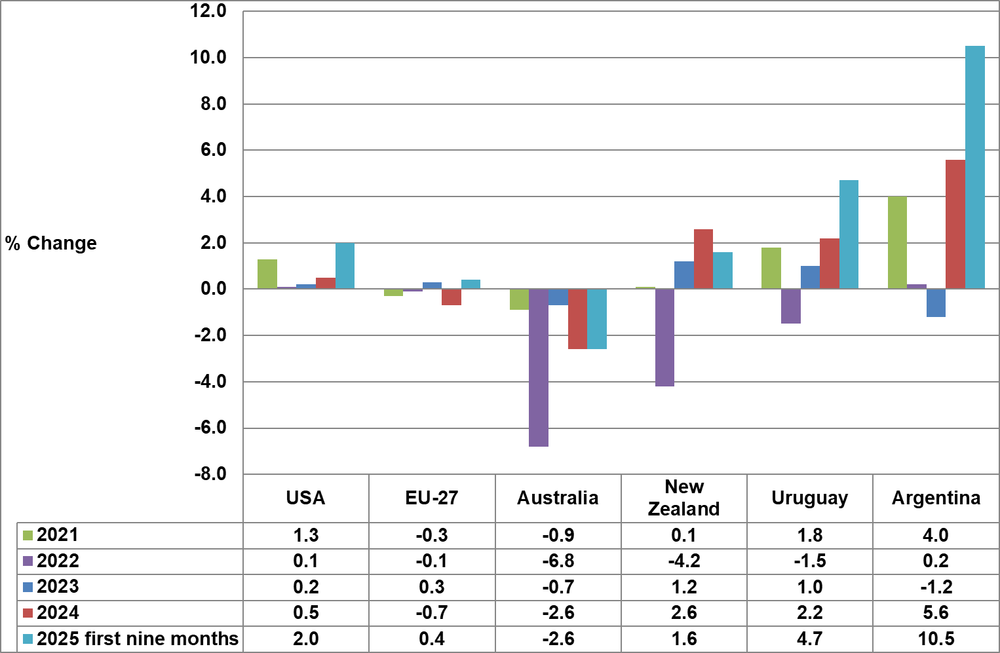 12.0
10.0
8.0
6.0
4.0
% Change
2.0
0.0
-2.0
-4.0
-6.0
-8.0
USA EU-27 Australia New Zealand Uruguay Argentina
2021 1.3 -0.3 -0.9 0.1 1.8 4.0
2022 0.1 -0.1 -6.8 -4.2 -1.5 0.2
2023 0.2 0.3 -0.7 1.2 1.0 -1.2
2024 0.5 -0.7 -2.6 2.6 2.2 5.6
2025 first nine months 2.0 0.4 -2.6 1.6 4.7 10.5